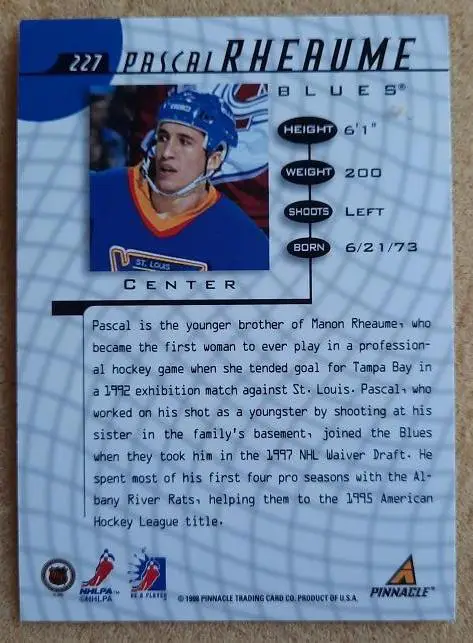 227 PASCAL RHEAUME
BLUES®
HEIGHT 6'1"
WEIGHT 200
SHOOTS LEFT
BORN 6/21/73
ST. LOUIS
CENTER
Pascal is the younger brother of Manon Rheaume, who
became the first woman to ever play in a profession-
al hockey game when she tended goal for Tampa Bay in
a 1992 exhibition match against St. Louis. Pascal, who
worked on his shot as a youngster by shooting at his
sister in the family's basement, joined the Blues
when they took him in the 1997 NHL Waiver Draft. He
spent most of his first four pro seasons with the Al-
bany River Rats, helping them to the 1995 American
Hockey League title.
NHLPA™
©NHLPA
BE A PLAYER
© 1998 PINNACLE TRADING CARD CO. PRODUCT OF U.S.A.
PINNACLE